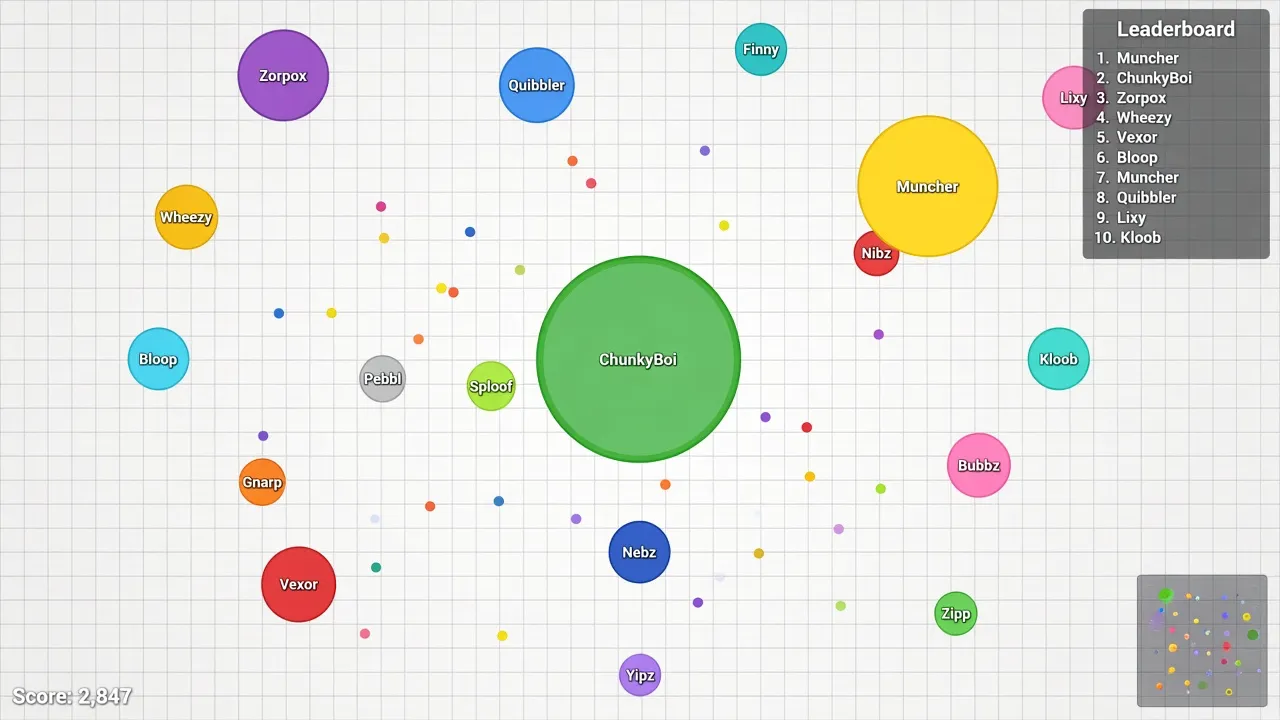 Finny
Leaderboard
Zorpox
Quibbler
Lixy
1. Muncher
2. ChunkyBoi
3. Zorpox
4. Wheezy
5. Vexor
6. Bloop
7. Muncher
8. Quibbler
9. Lixy
10. Kloob
Muncher
Wheezy
Nibz
Bloop
Pebbl
Sploof
ChunkyBoi
Kloob
Gnarp
Bubbz
Vexor
Nebz
Zipp
Yipz
Score: 2,847